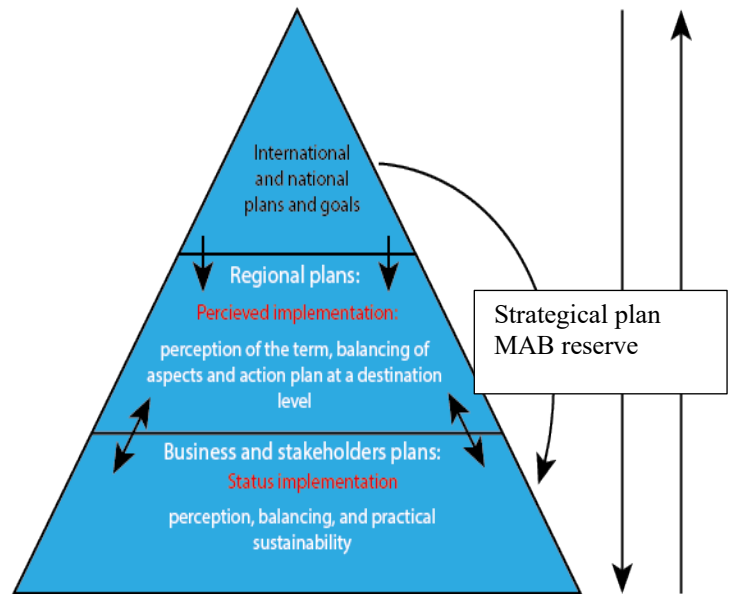 International
and national
plans and goals
Regional plans:
Percieved implementation:
perception of the term, balancing of
aspects and action plan at a destination
level
Strategical plan
MAB reserve
Business and stakeholders plans:
Status implementation
perception, balancing, and practical
sustainability